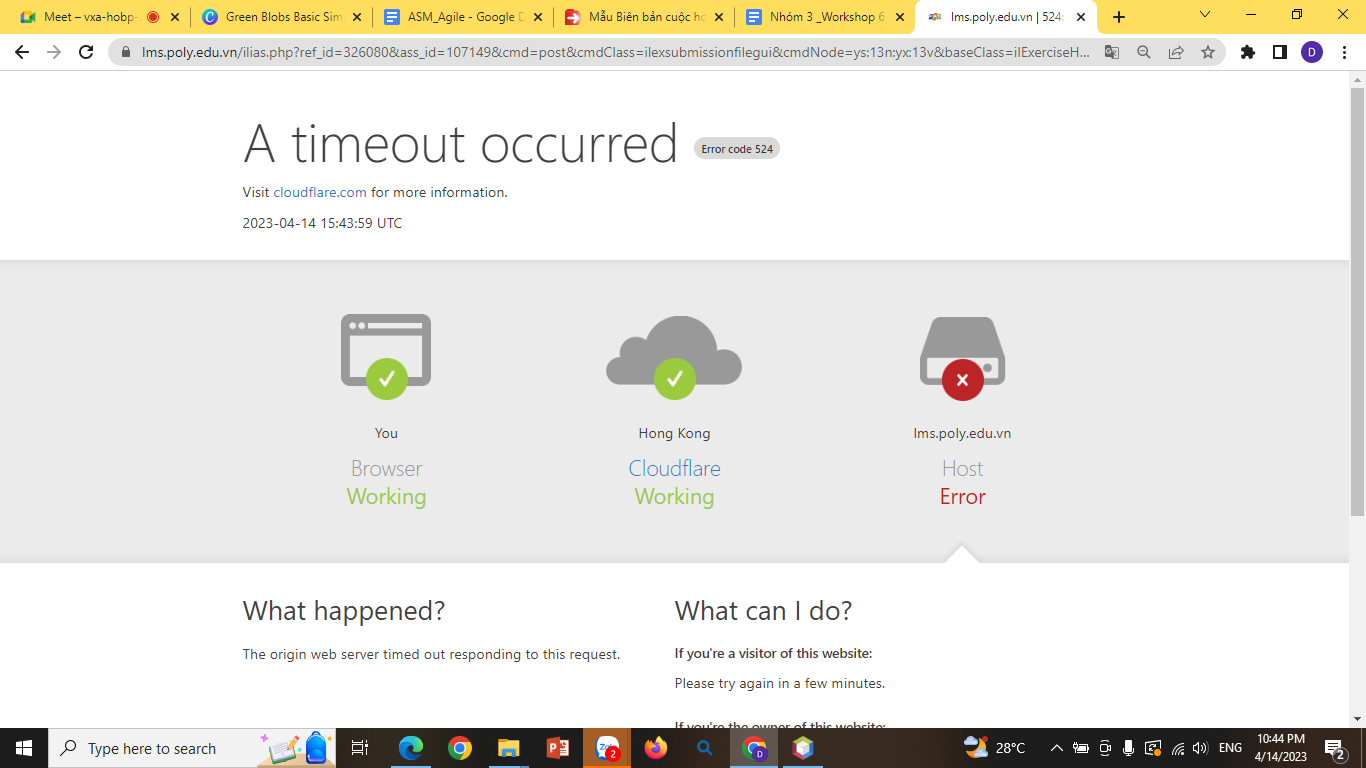 Meet – vxa-hobp-
Green Blobs Basic Sim
ASM_Agile - Google D
Mẫu Biên bản cuộc họ
Nhóm 3 _Workshop 6
lms.poly.edu.vn | 524:
lms.poly.edu.vn/ilias.php?ref_id=326080&ass_id=107149&cmd=post&cmdClass=ilexsubmissionfilegui&cmdNode=ys:13n:yx:13v&baseClass=ilExerciseH...
D
A timeout occurred
Error code 524
Visit cloudflare.com for more information.
2023-04-14 15:43:59 UTC
You
Browser
Working
Hong Kong
Cloudflare
Working
lms.poly.edu.vn
Host
Error
What happened?
The origin web server timed out responding to this request.
What can I do?
If you're a visitor of this website:
Please try again in a few minutes.
If you're the owner of this website:
Type here to search
2
D
28°C
ENG
10:44 PM
4/14/2023
2